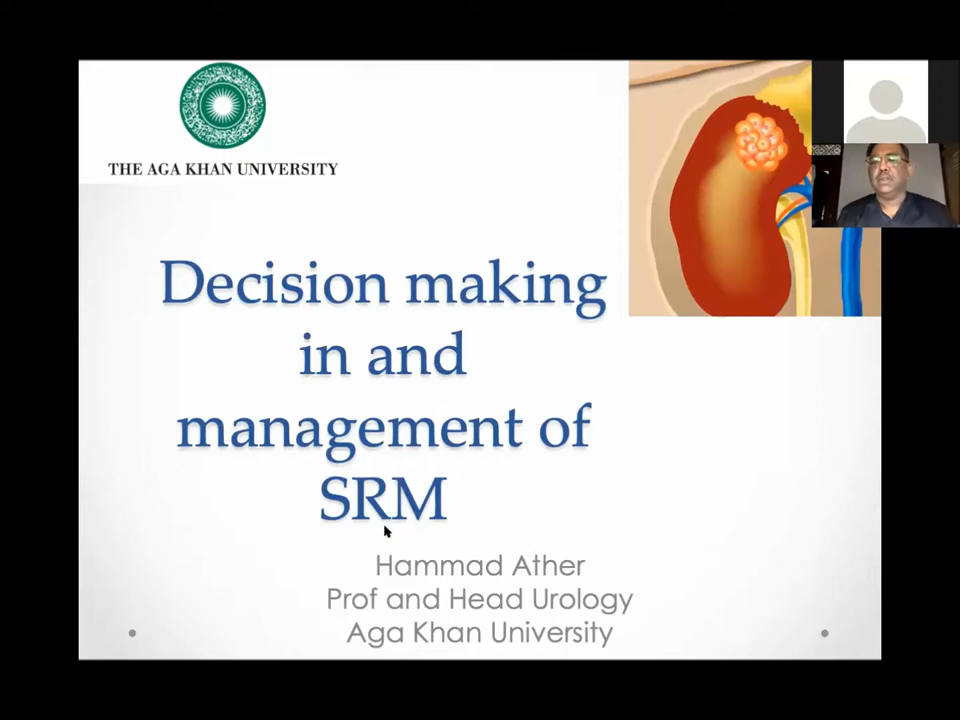 THE AGA KHAN UNIVERSITY
Decision making
in and
management of
SRM
Hammad Ather
Prof and Head Urology
Aga Khan University